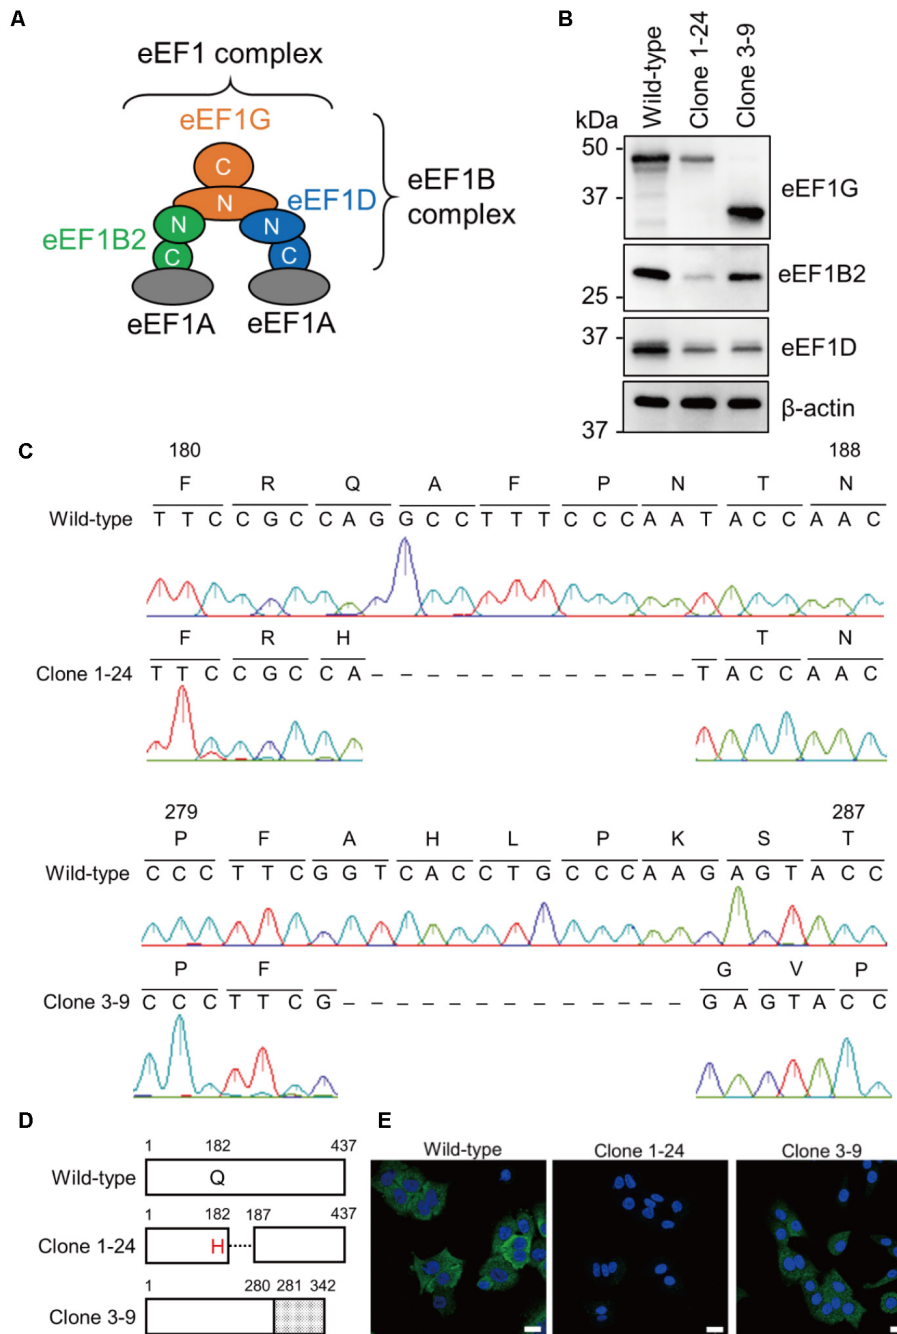 A
eEF1 complex
eEF1G
C
N
eEF1D
N
N
C
C
eEF1B2
eEF1A
eEF1A
eEF1B
complex
B
Wild-type
Clone 1-24
Clone 3-9
kDa
50
37
eEF1G
eEF1B2
25
37
eEF1D
β-actin
37
C
180 188
F R Q A F P N T N
Wild-type T T C C G C C A G G C C T T T C C C A A T A C C A A C
F R H T N
Clone 1-24 T T C C G C C A – – – – – – – – – – – – T A C C A A C
279 287
P F A H L P K S T
Wild-type C C C T T C G G T C A C C T G C C C A A G A G T A C C
P F G V P
Clone 3-9 C C C T T C G – – – – – – – – – – – – – G A G T A C C
D
1 182 437
Wild-type Q
1 182 187 437
Clone 1-24 H
1 280 281 342
Clone 3-9
E
Wild-type
Clone 1-24
Clone 3-9